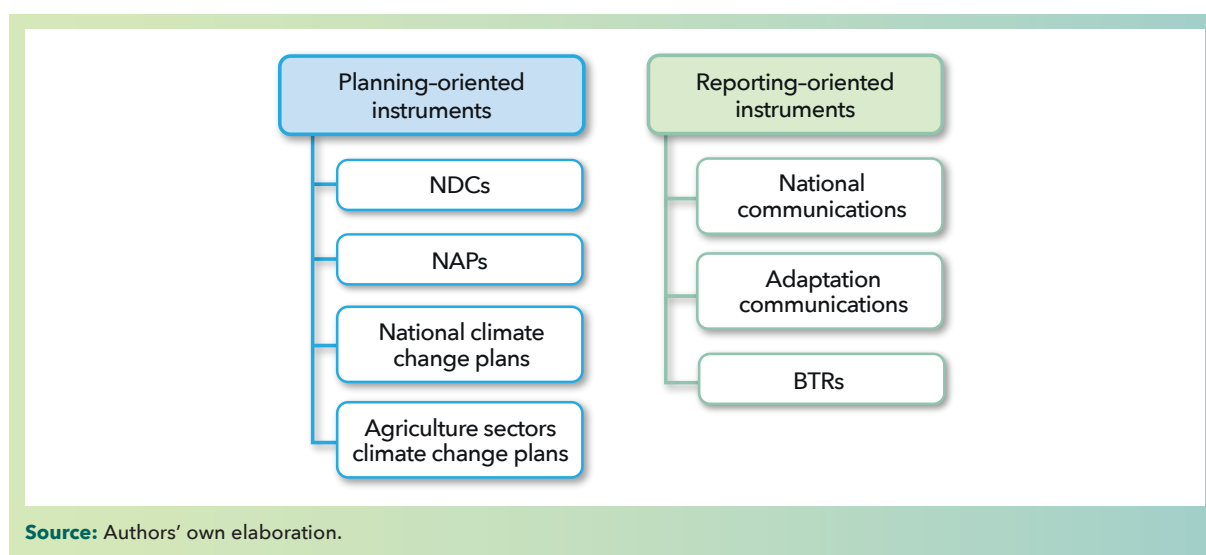 Planning–oriented
instruments
NDCs
NAPs
National climate
change plans
Agriculture sectors
climate change plans
Reporting–oriented
instruments
National
communications
Adaptation
communications
BTRs
Source: Authors’ own elaboration.